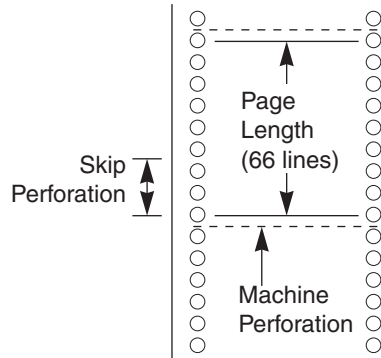 Page
Length
(66 lines)
Skip
Perforation
Machine
Perforation